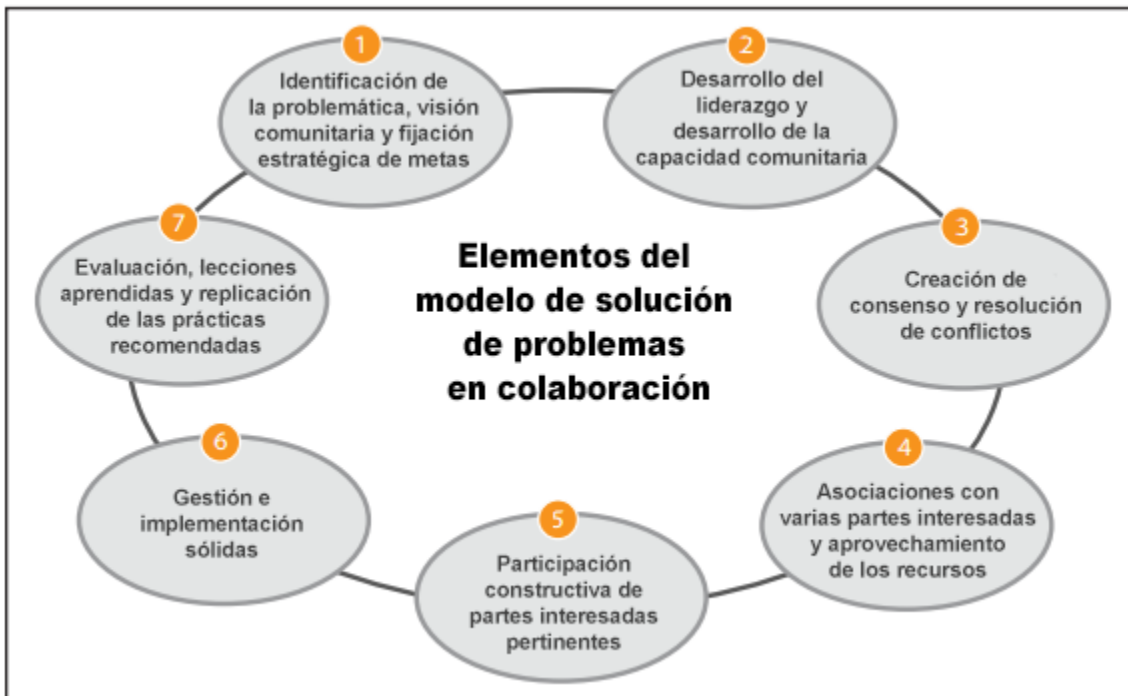 1
Identificación de
la problemática, visión
comunitaria y fijación
estratégica de metas
2
Desarrollo del
liderazgo y
desarrollo de la
capacidad comunitaria
3
Creación de
consenso y resolución
de conflictos
4
Asociaciones con
varias partes interesadas
y aprovechamiento
de los recursos
5
Participación
constructiva de
partes interesadas
pertinentes
6
Gestión e
implementación
sólidas
7
Evaluación, lecciones
aprendidas y replicación
de las prácticas
recomendadas
Elementos del
modelo de solución
de problemas
en colaboración